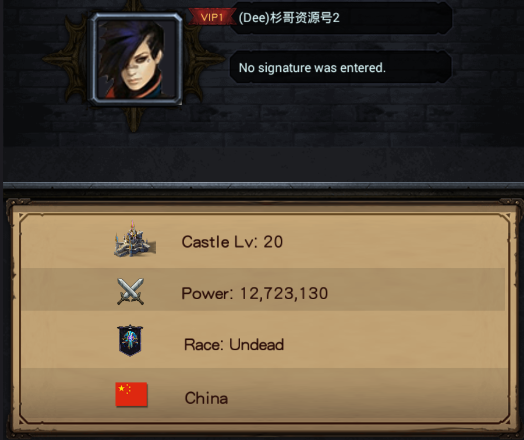 VIP1
(Dee)杉哥资源号2
No signature was entered.
Castle Lv: 20
Power: 12,723,130
Race: Undead
China